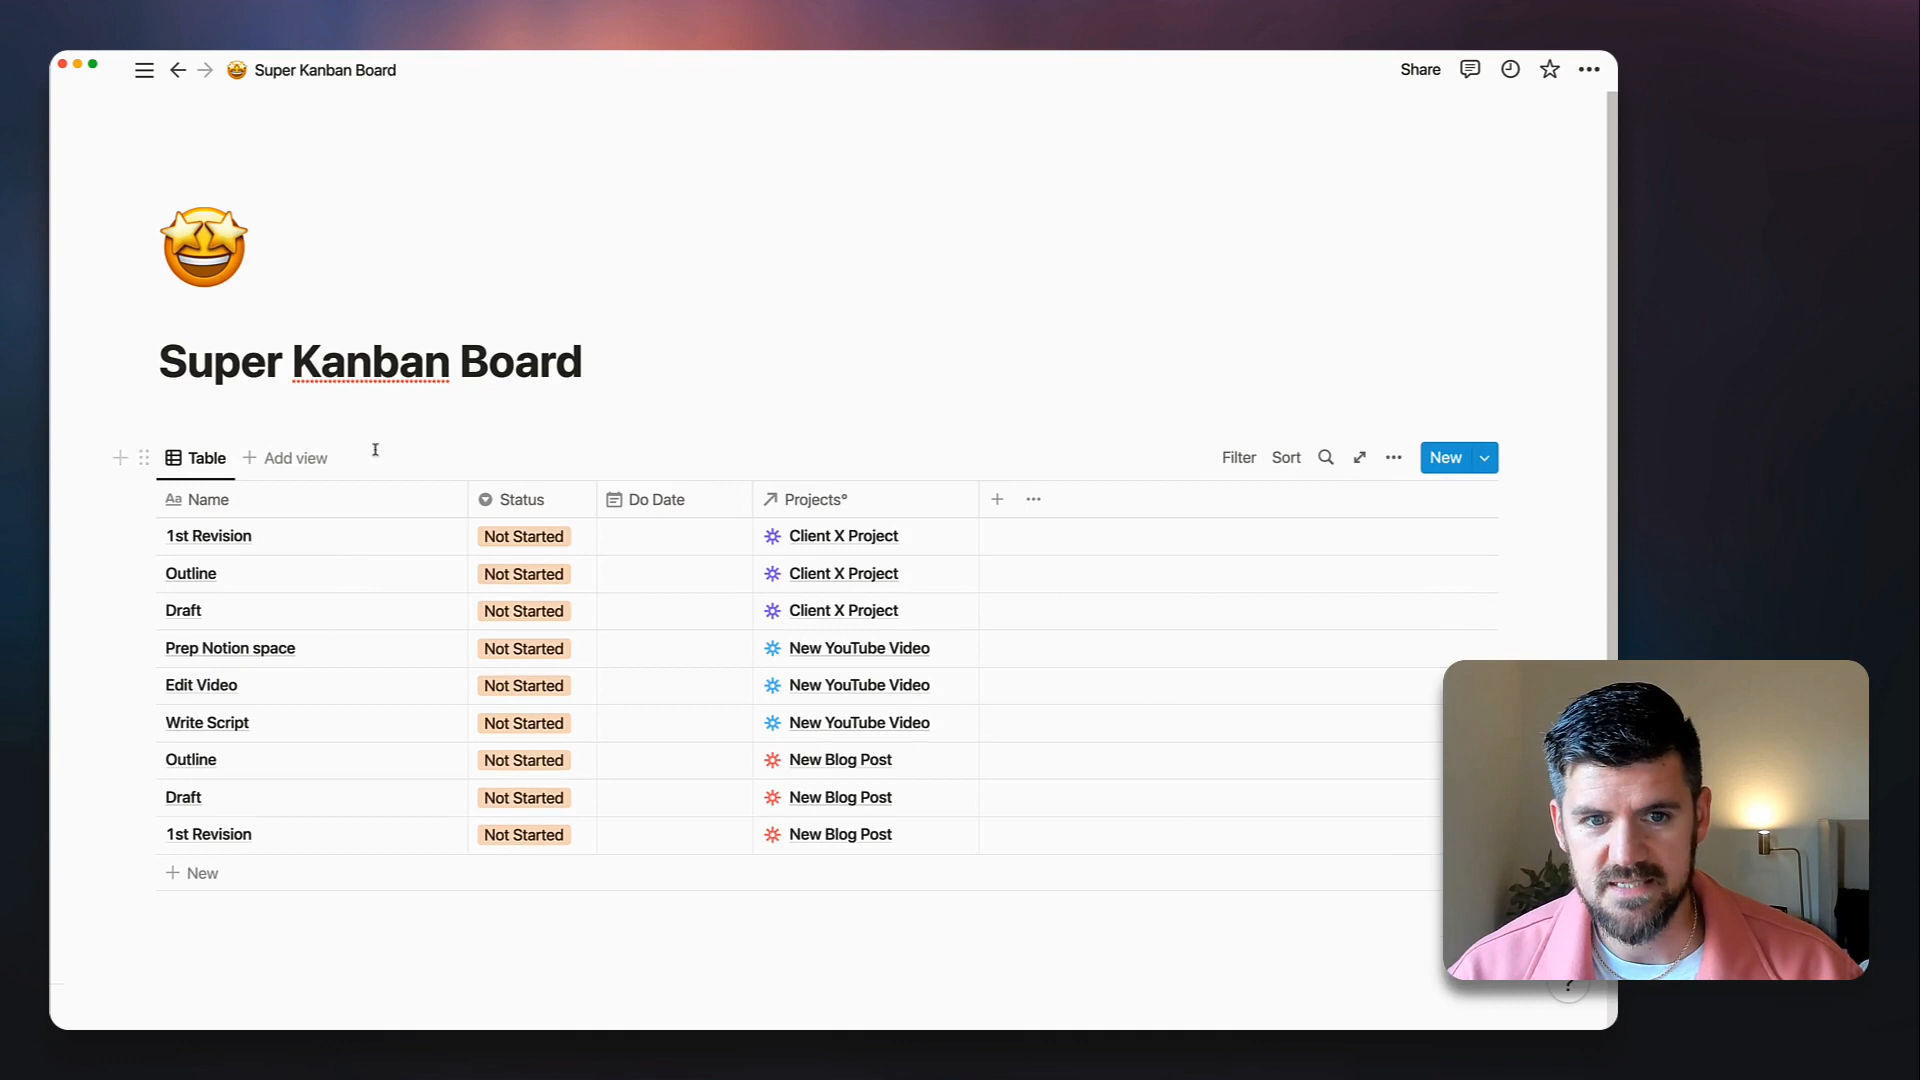 Super Kanban Board
Share
Super Kanban Board
Table
Add view
Filter Sort
New
Aa Name
Status
Do Date
Projects°
1st Revision Not Started Client X Project
Outline Not Started Client X Project
Draft Not Started Client X Project
Prep Notion space Not Started New YouTube Video
Edit Video Not Started New YouTube Video
Write Script Not Started New YouTube Video
Outline Not Started New Blog Post
Draft Not Started New Blog Post
1st Revision Not Started New Blog Post
New
?